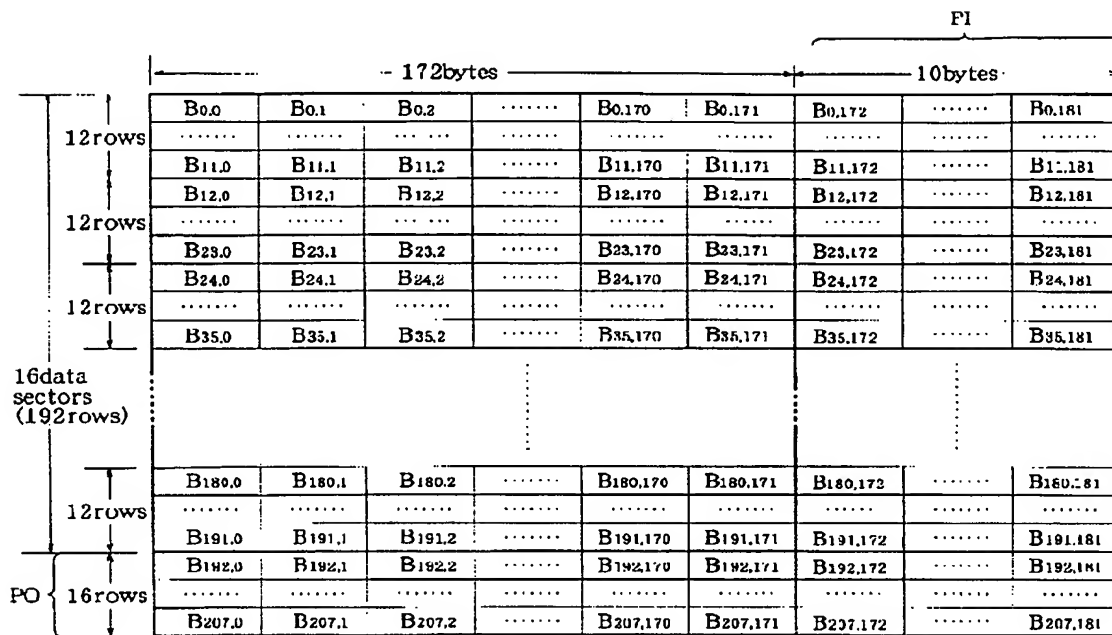 PI
172bytes 10bytes
B0,0 B0,1 B0,2 ······· B0,170 B0,171 B0,172 ······· B0,181
12rows ······· ······· ······· ······· ······· ······· ······· ······· ·······
B11,0 B11,1 B11,2 ······· B11,170 B11,171 B11,172 ······· B11,181
B12,0 B12,1 B12,2 ······· B12,170 B12,171 B12,172 ······· B12,181
12rows ······· ······· ······· ······· ······· ······· ······· ······· ·······
B23,0 B23,1 B23,2 ······· B23,170 B23,171 B23,172 ······· B23,181
B24,0 B24,1 B24,2 ······· B24,170 B24,171 B24,172 ······· B24,181
12rows ······· ······· ······· ······· ······· ······· ······· ······· ·······
B35,0 B35,1 B35,2 ······· B35,170 B35,171 B35,172 ······· B35,181
16data
sectors
(192rows)
B180,0 B180,1 B180,2 ······· B180,170 B180,171 B180,172 ······· B180,181
12rows ······· ······· ······· ······· ······· ······· ······· ······· ·······
B191,0 B191,1 B191,2 ······· B191,170 B191,171 B191,172 ······· B191,181
B192,0 B192,1 B192,2 ······· B192,170 B192,171 B192,172 ······· B192,181
PO 16rows ······· ······· ······· ······· ······· ······· ······· ······· ·······
B207,0 B207,1 B207,2 ······· B207,170 B207,171 B207,172 ······· B207,181